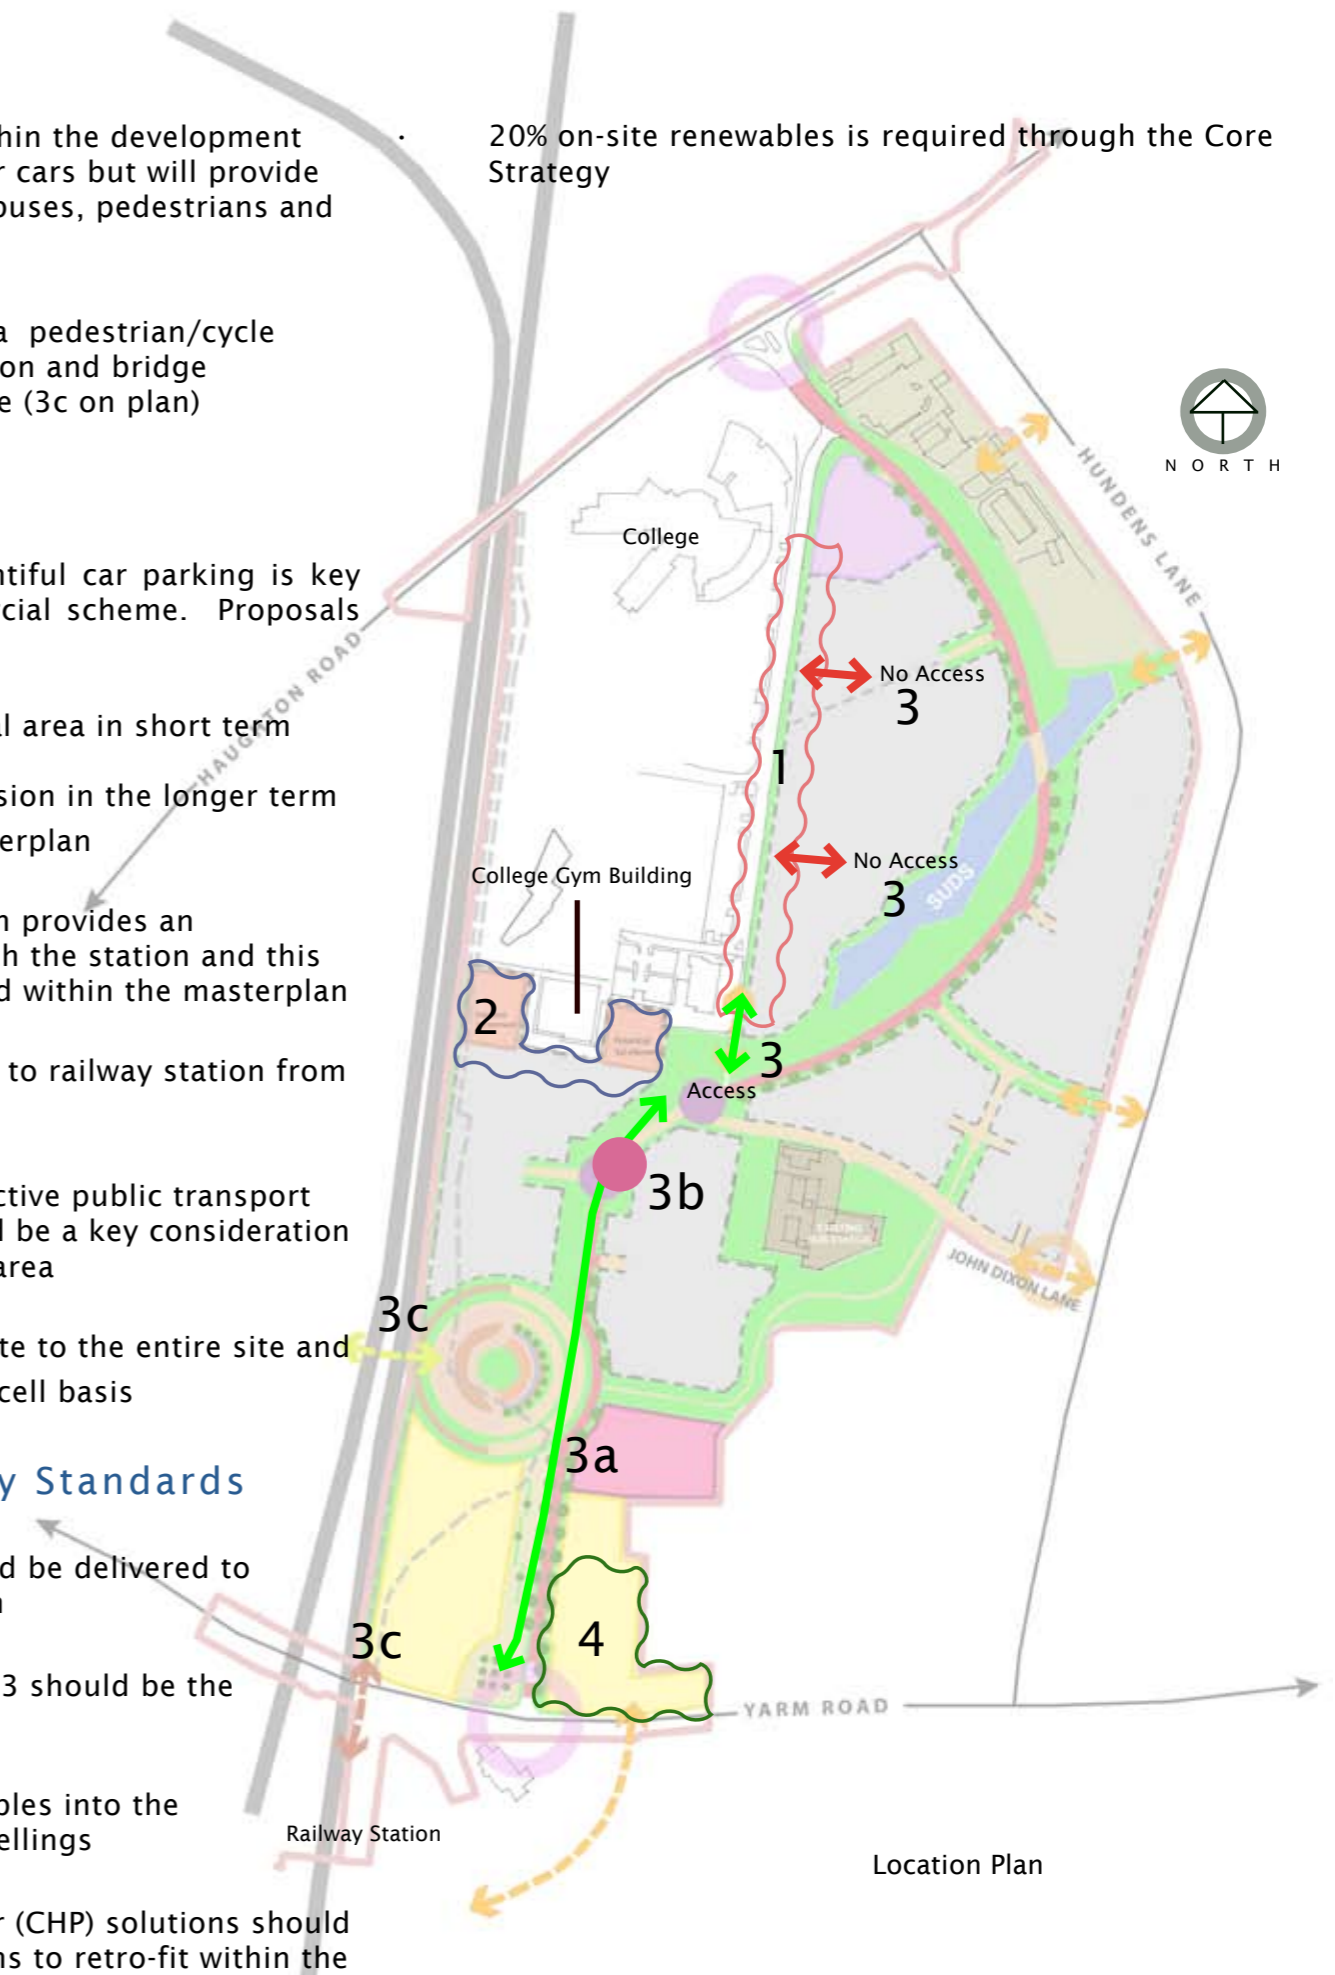 hin the development
r cars but will provide
ouses, pedestrians and
· 20% on-site renewables is required through the Core
Strategy
a pedestrian/cycle
on and bridge
e (3c on plan)
ntiful car parking is key
cial scheme. Proposals
l area in short term
sion in the longer term
erplan
n provides an
h the station and this
d within the masterplan
to railway station from
ctive public transport
l be a key consideration
area
te to the entire site and
cell basis
y Standards
d be delivered to
3 should be the
bles into the
ellings
r (CHP) solutions should
ns to retro-fit within the
NORTH
HUNDENS LANE
College
HAUGHTON ROAD
No Access
3
1
No Access
3
SUDS
College Gym Building
2
3
Access
3b
JOHN DIXON LANE
3c
3a
3c
4
YARM ROAD
Railway Station
Location Plan